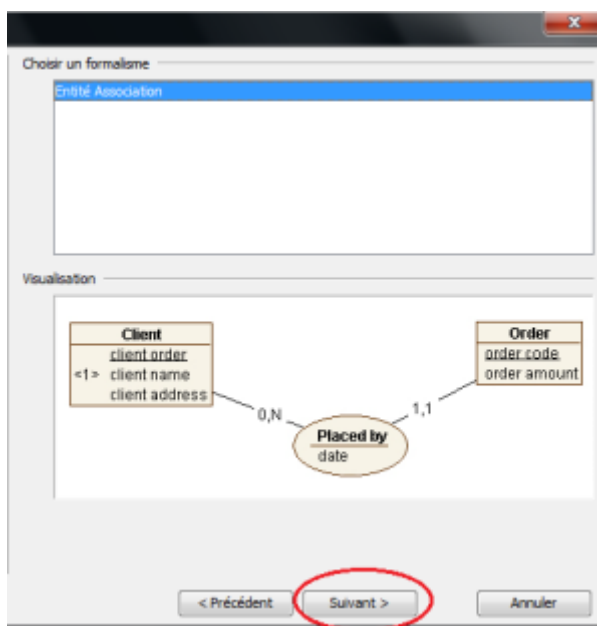 Choisir un formalisme
Entité Association
Visualisation
Client
client order
<1> client name
client address
Order
order code
order amount
0,N
1,1
Placed by
date
< Précédent
Suivant >
Annuler